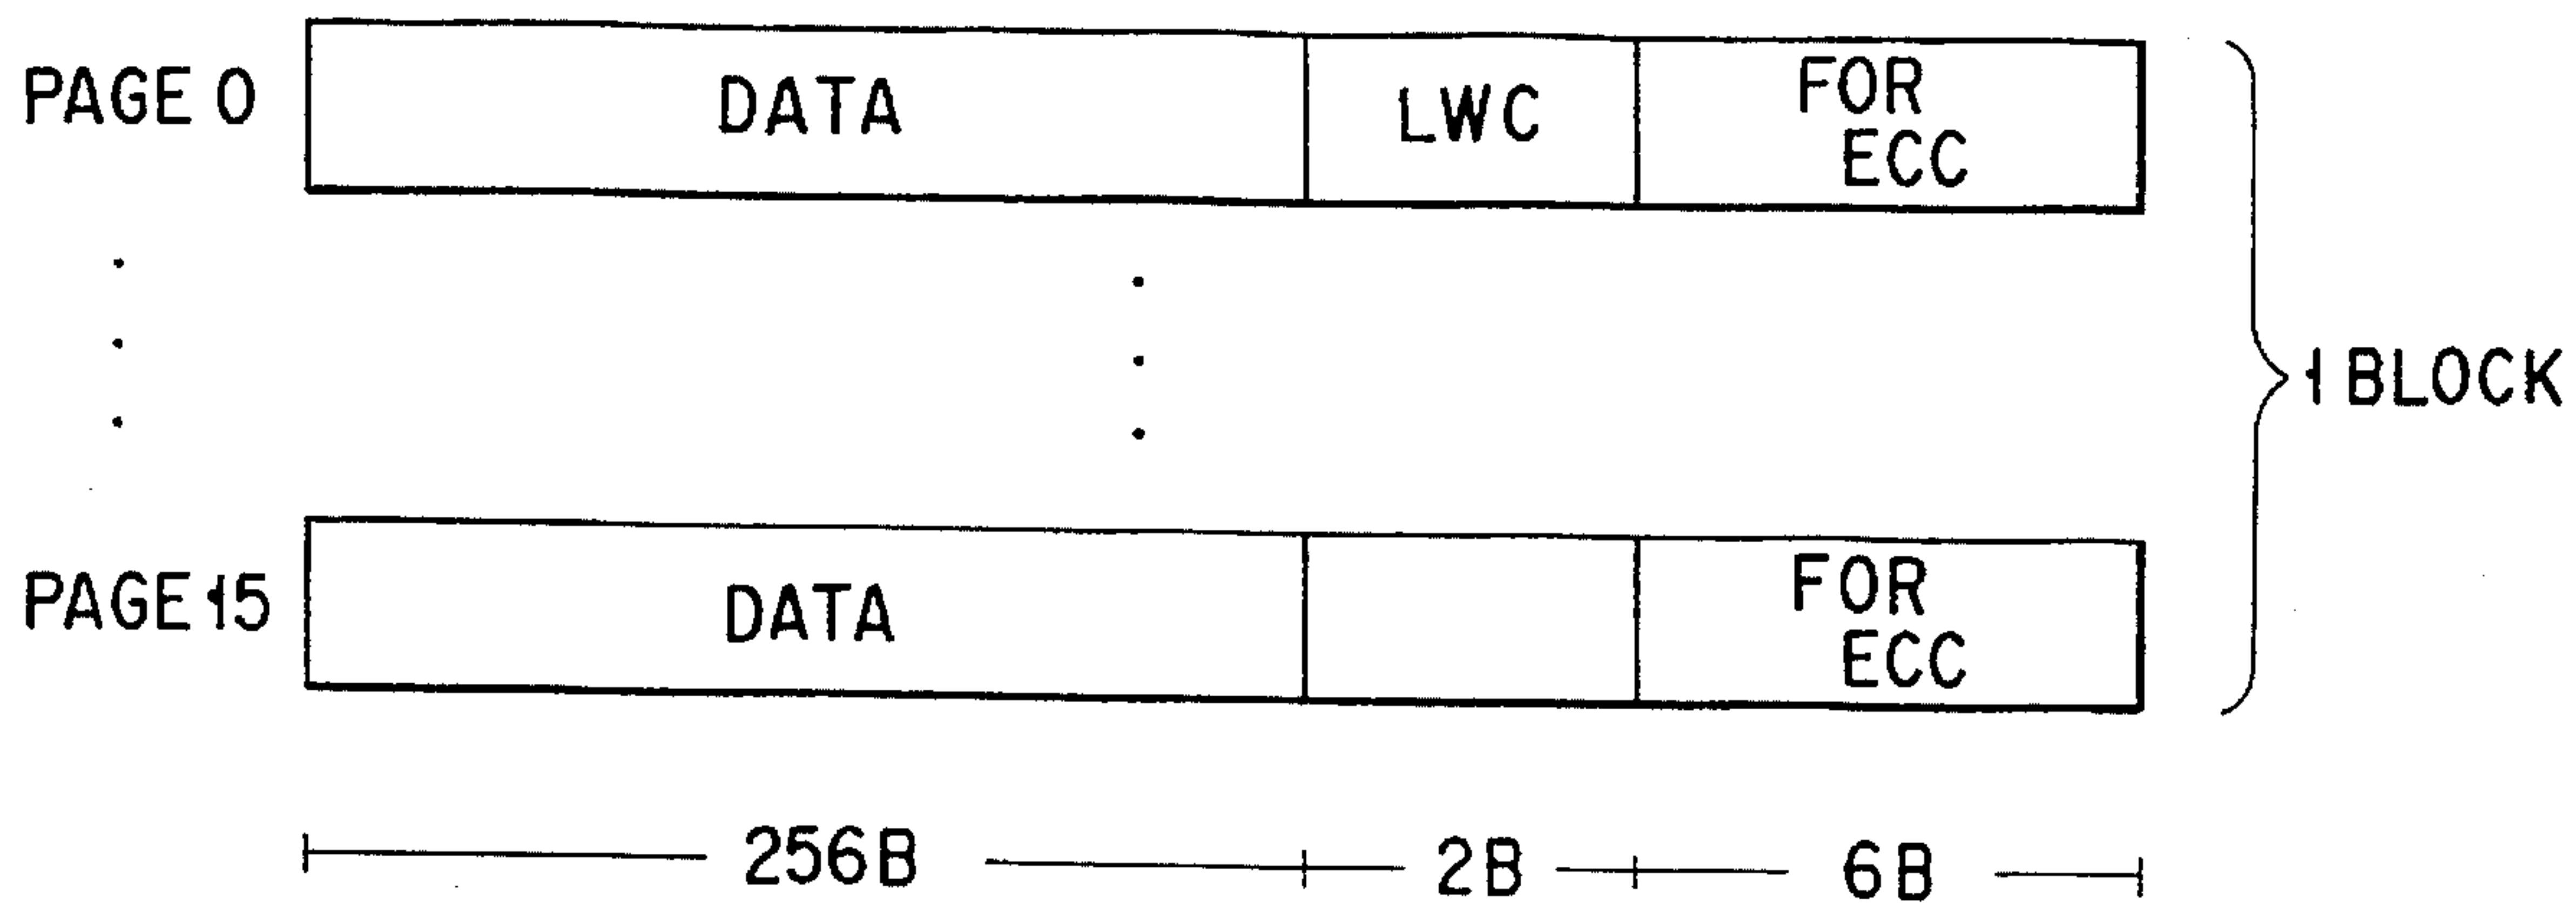 PAGE 0
DATA
LWC
FOR
ECC
1 BLOCK
PAGE 15
DATA
FOR
ECC
256B
2B
6B